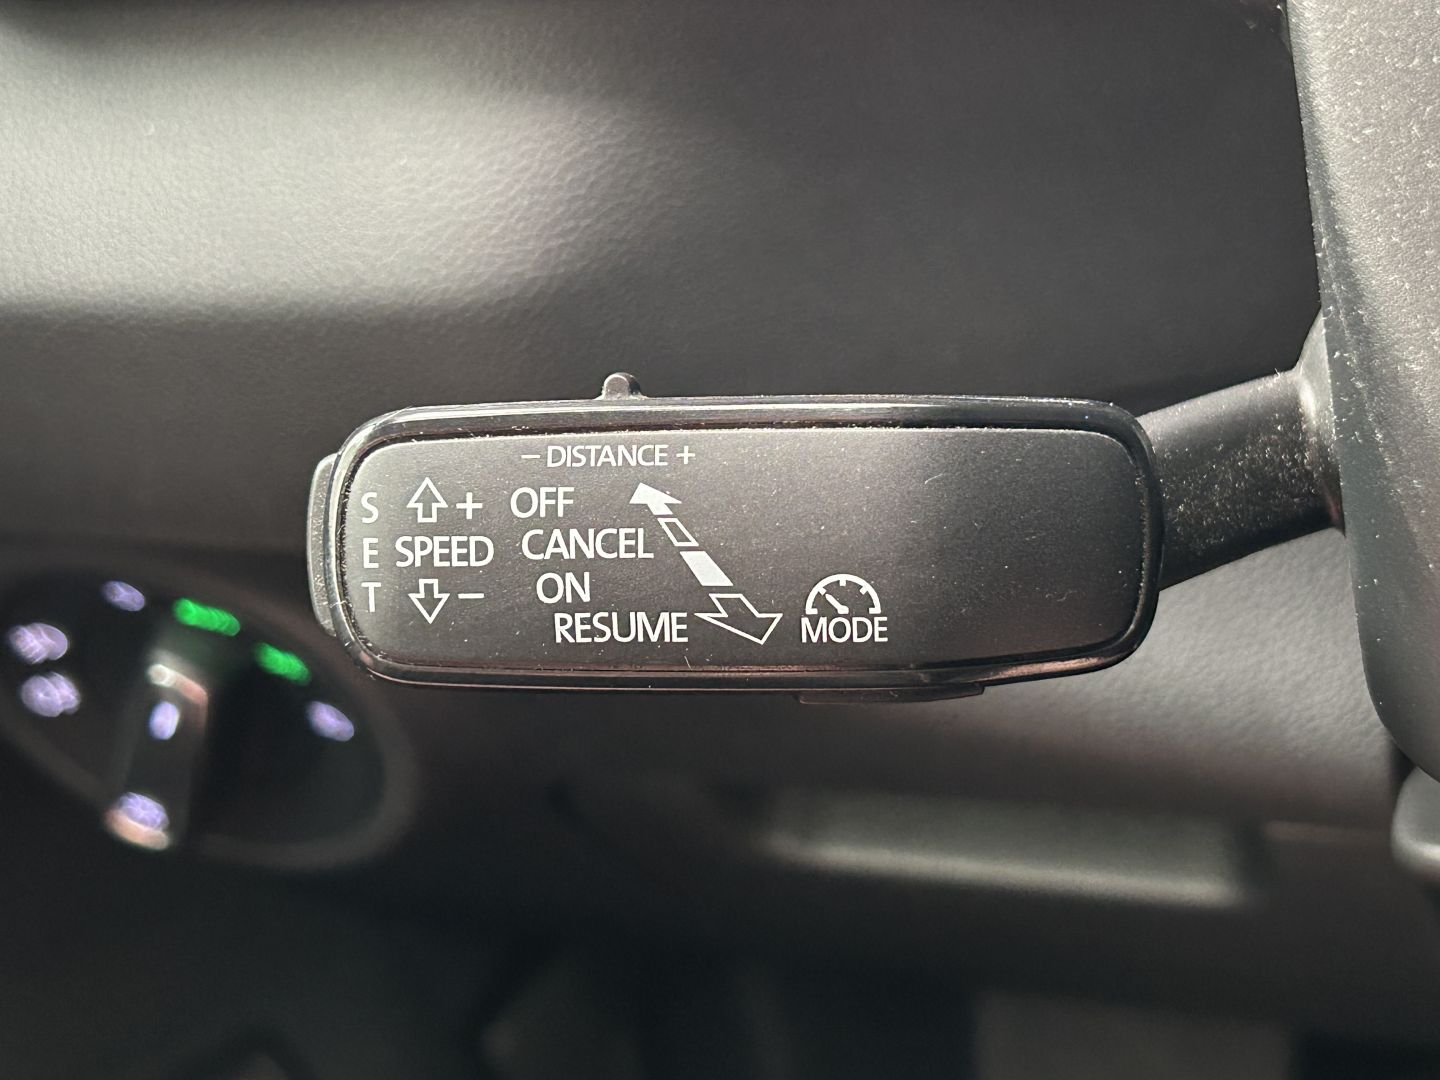 − DISTANCE +
S + OFF
E SPEED CANCEL
T − ON
RESUME
MODE